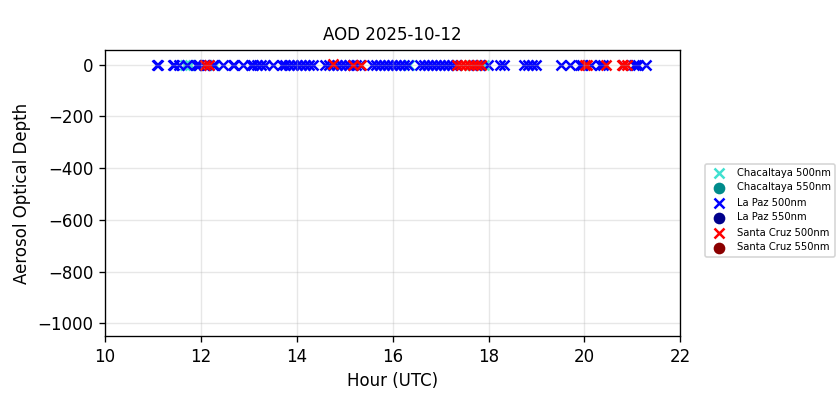 AOD 2025-10-12
Aerosol Optical Depth
0
−200
−400
−600
−800
−1000
10 12 14 16 18 20 22
Hour (UTC)
Chacaltaya 500nm
Chacaltaya 550nm
La Paz 500nm
La Paz 550nm
Santa Cruz 500nm
Santa Cruz 550nm